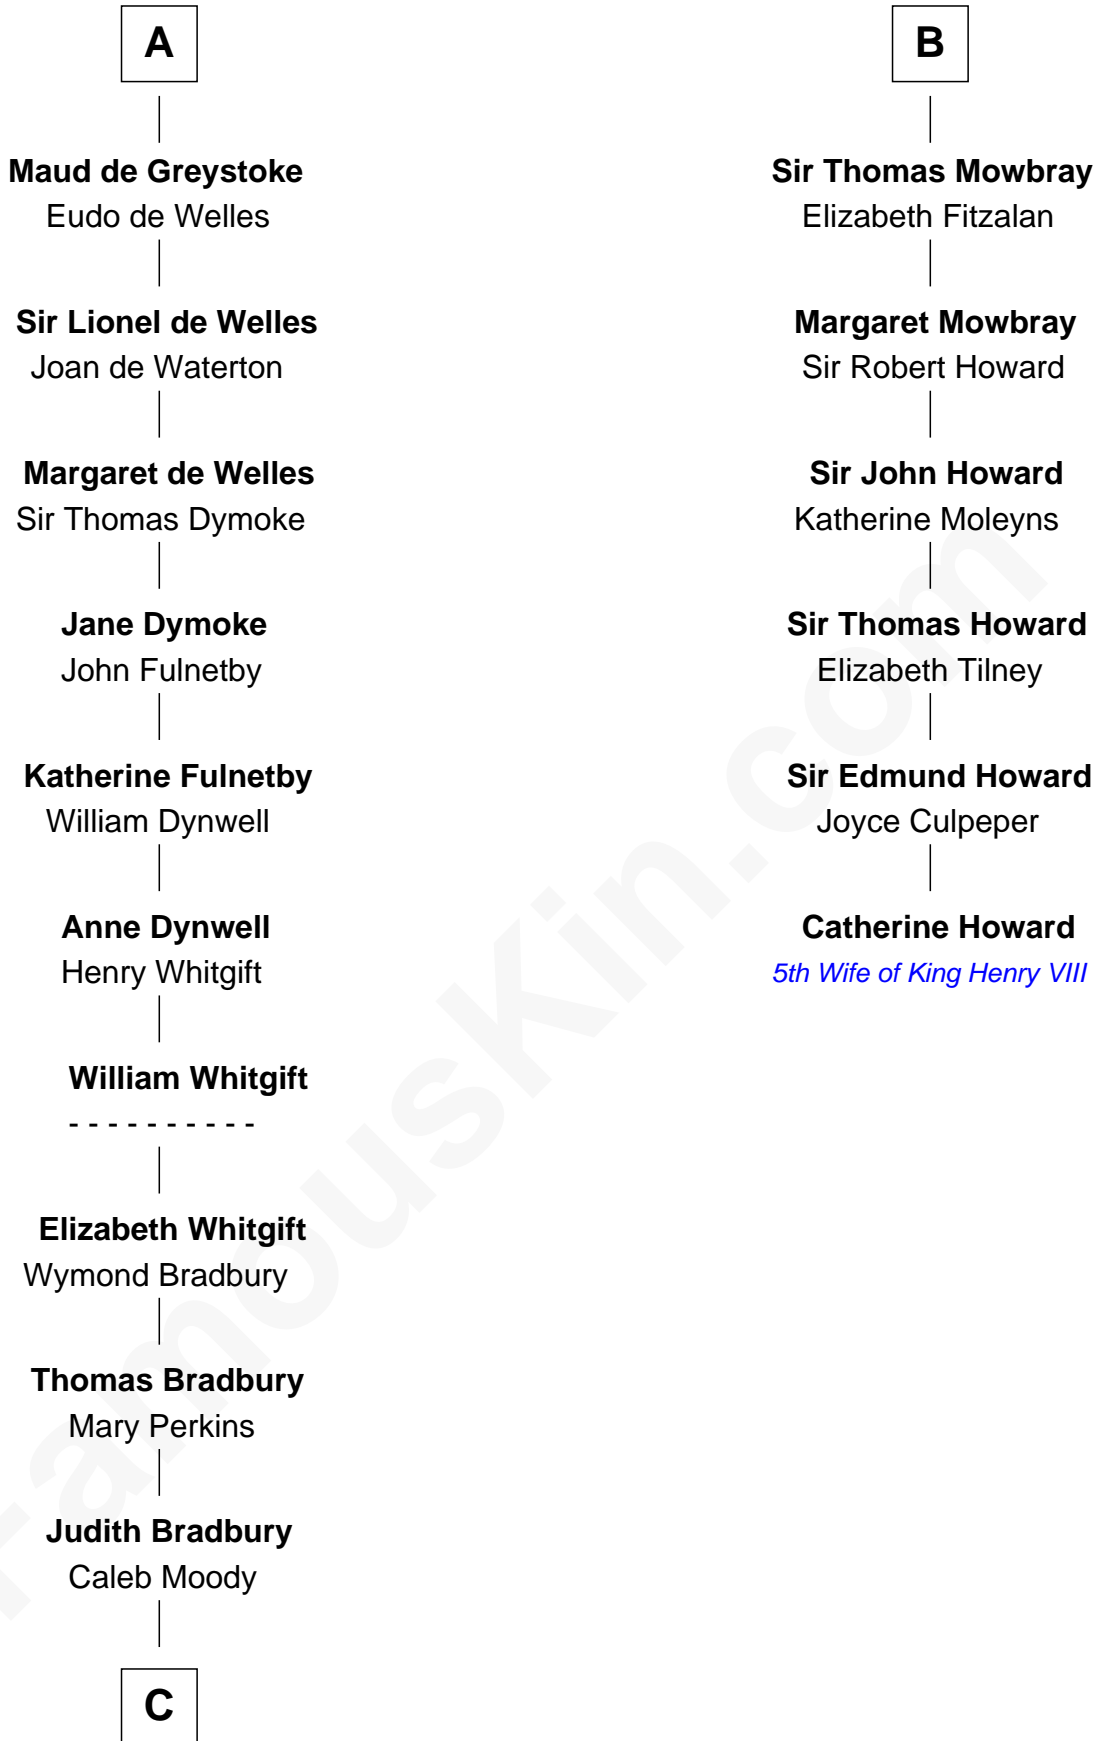 A
Maud de Greystoke
Eudo de Welles
Sir Lionel de Welles
Joan de Waterton
Margaret de Welles
Sir Thomas Dymoke
Jane Dymoke
John Fulnetby
Katherine Fulnetby
William Dynwell
Anne Dynwell
Henry Whitgift
William Whitgift
- - - - - - - - - -
Elizabeth Whitgift
Wymond Bradbury
Thomas Bradbury
Mary Perkins
Judith Bradbury
Caleb Moody
C
B
Sir Thomas Mowbray
Elizabeth Fitzalan
Margaret Mowbray
Sir Robert Howard
Sir John Howard
Katherine Moleyns
Sir Thomas Howard
Elizabeth Tilney
Sir Edmund Howard
Joyce Culpeper
Catherine Howard
5th Wife of King Henry VIII
FamousKin.com